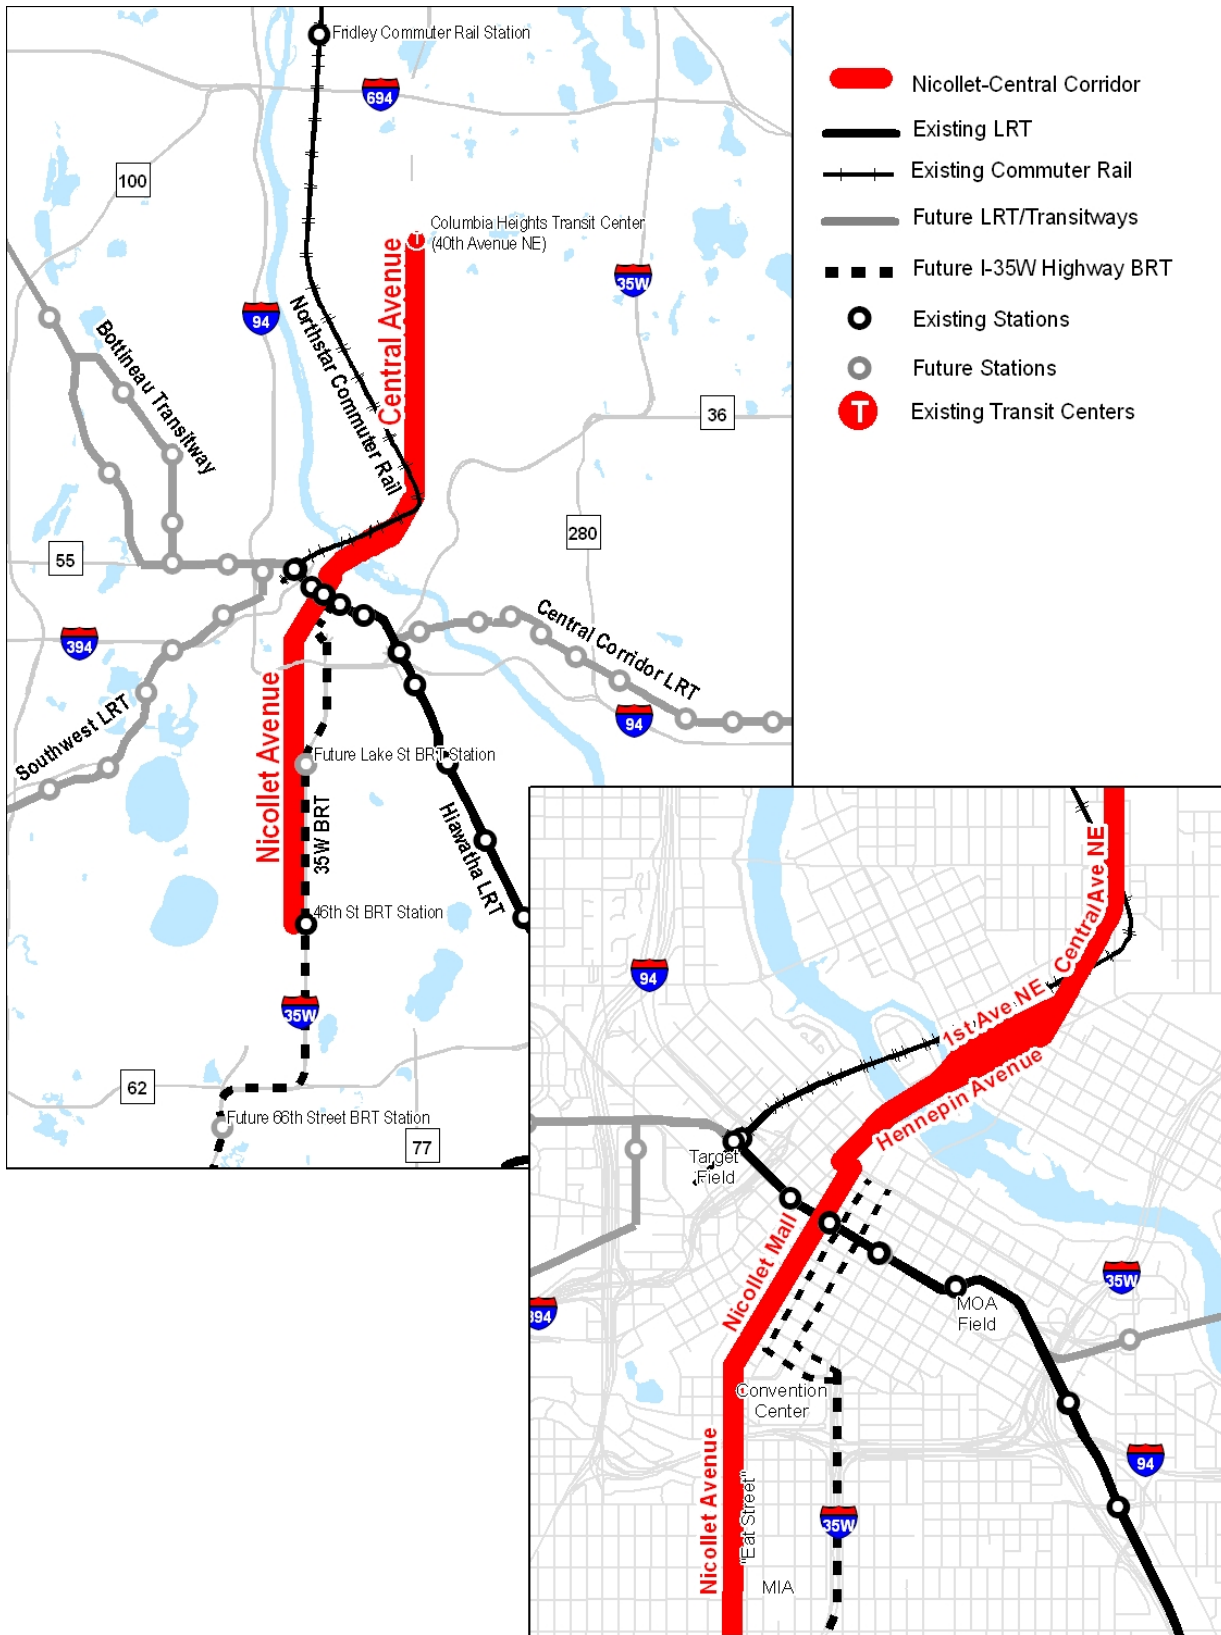 Fridley Commuter Rail Station
694
100
Columbia Heights Transit Center
(40th Avenue NE)
35W
94
Central Avenue
Northstar Commuter Rail
Bottineau Transitway
36
280
55
394
Central Corridor LRT
94
Southwest LRT
Nicollet Avenue
Future Lake St BRT Station
35W BRT
Hiawatha LRT
46th St BRT Station
35W
62
Future 66th Street BRT Station
77
Nicollet-Central Corridor
Existing LRT
Existing Commuter Rail
Future LRT/Transitways
Future I-35W Highway BRT
Existing Stations
Future Stations
T
Existing Transit Centers
T
Central Ave NE
94
1st Ave NE
Hennepin Avenue
Target
Field
Nicollet Mall
35W
394
MOA
Field
Convention
Center
Nicollet Avenue
"Eat Street"
94
35W
MIA